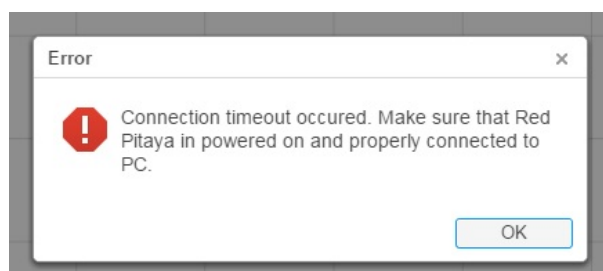 Error
Connection timeout occured. Make sure that Red
Pitaya in powered on and properly connected to
PC.
OK